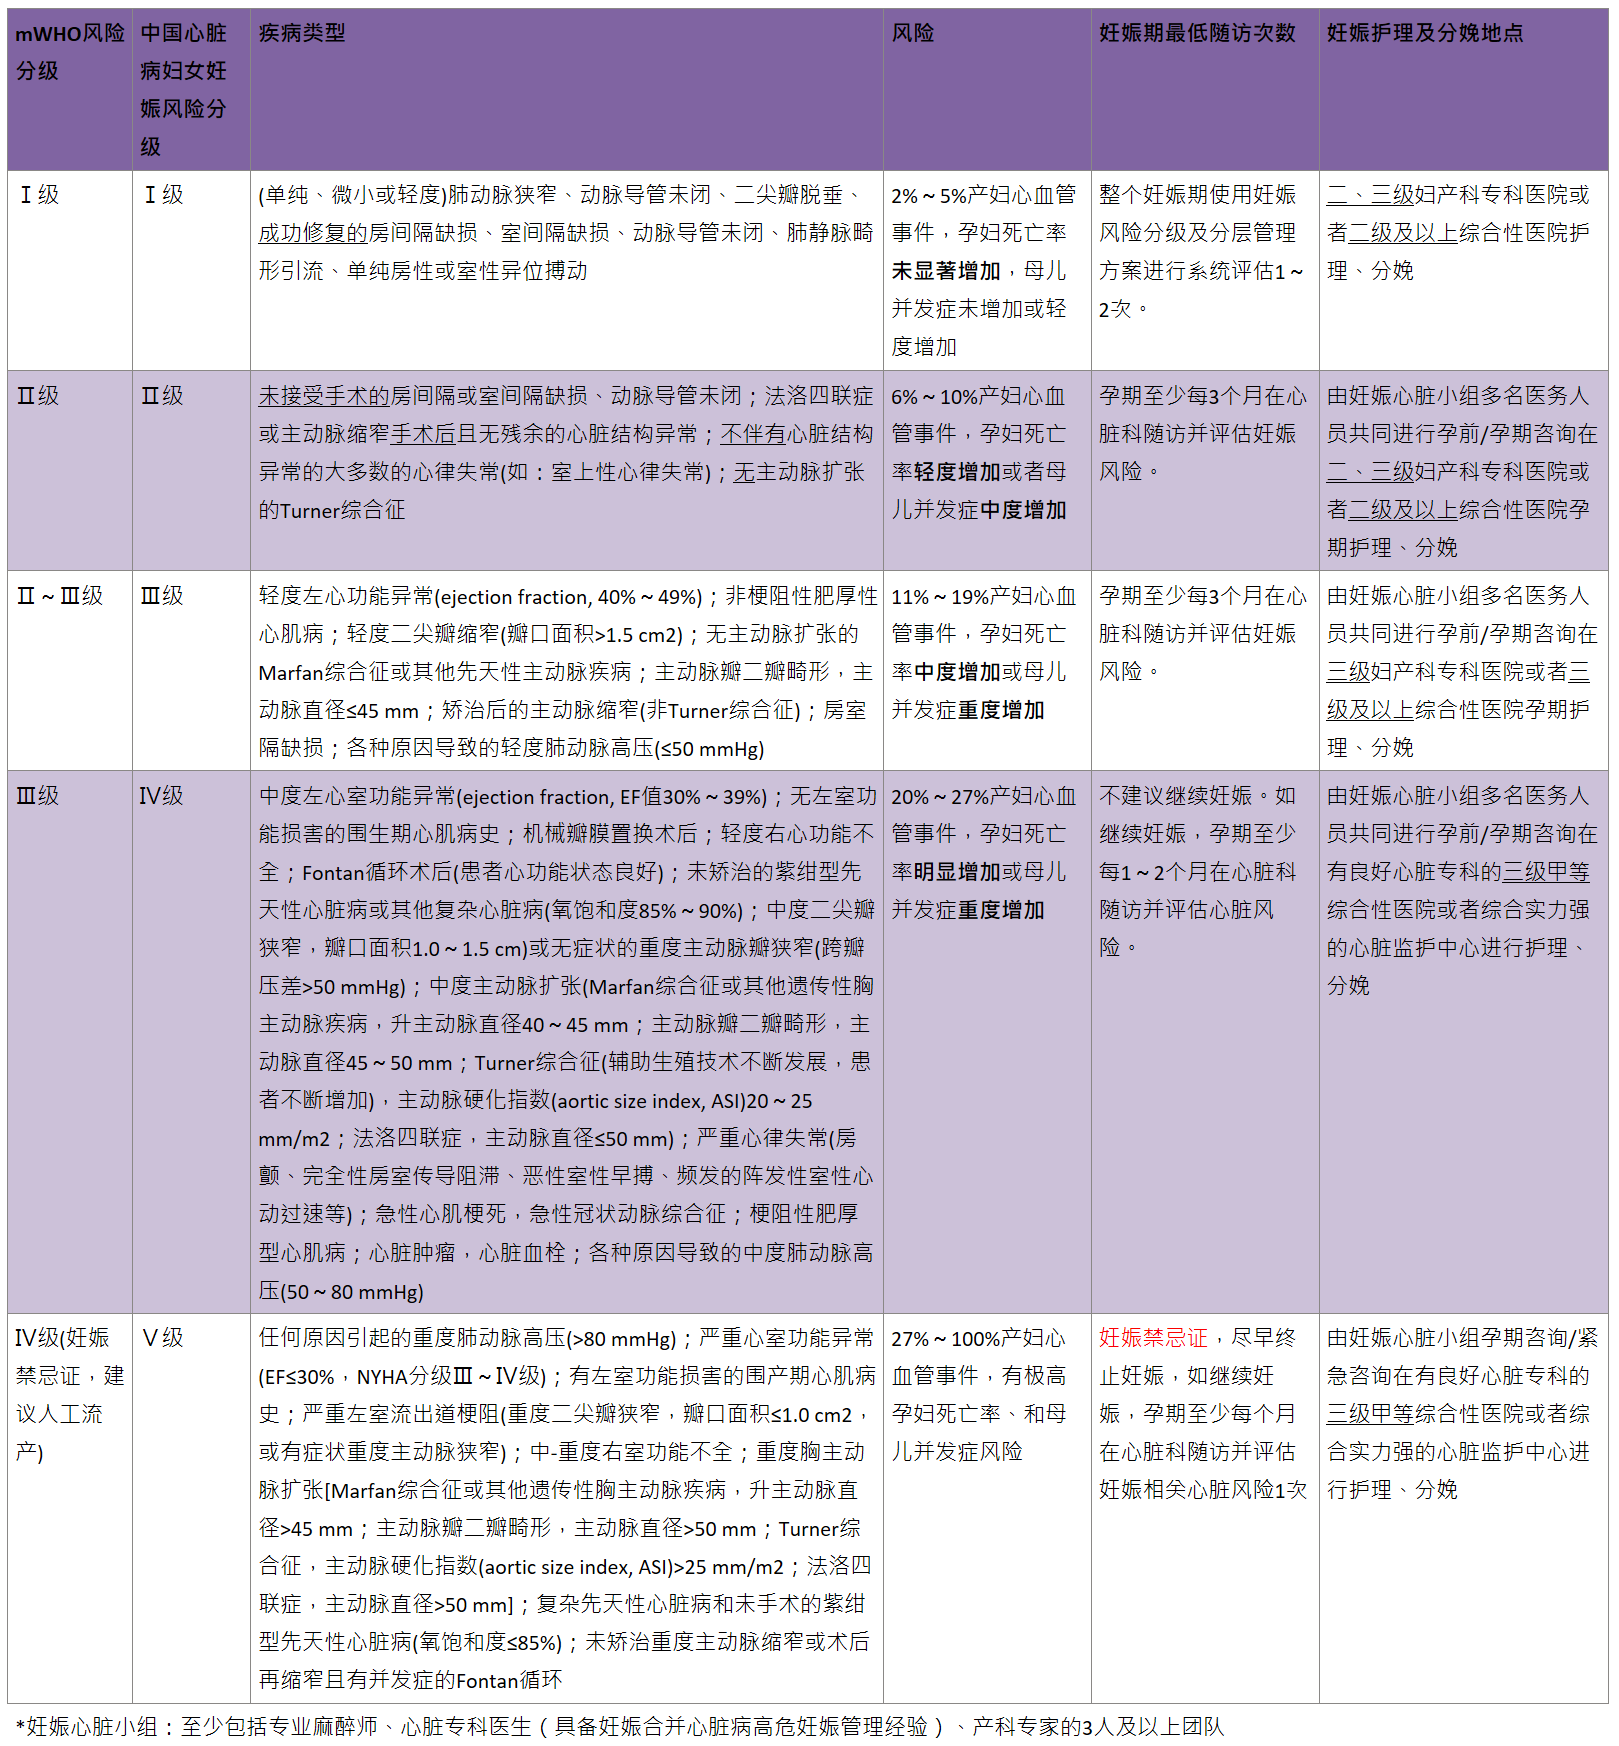 mWHO风险
分级
中国心脏
病妇女妊
娠风险分
级
疾病类型
风险
妊娠期最低随访次数
妊娠护理及分娩地点
Ⅰ级
Ⅰ级
(单纯、微小或轻度)肺动脉狭窄、动脉导管未闭、二尖瓣脱垂、
成功修复的房间隔缺损、室间隔缺损、动脉导管未闭、肺静脉畸
形引流、单纯房性或室性异位搏动
2%～5%产妇心血管
事件，孕妇死亡率
未显著增加，母儿
并发症未增加或轻
度增加
整个妊娠期使用妊娠
风险分级及分层管理
方案进行系统评估1～
2次。
二、三级妇产科专科医院或
者二级及以上综合性医院护
理、分娩
Ⅱ级
Ⅱ级
未接受手术的房间隔或室间隔缺损、动脉导管未闭；法洛四联症
或主动脉缩窄手术后且无残余的心脏结构异常；不伴有心脏结构
异常的大多数的心律失常(如：室上性心律失常)；无主动脉扩张
的Turner综合征
6%～10%产妇心血
管事件，孕妇死亡
率轻度增加或者母
儿并发症中度增加
孕期至少每3个月在心
脏科随访并评估妊娠
风险。
由妊娠心脏小组多名医务人
员共同进行孕前/孕期咨询在
二、三级妇产科专科医院或
者二级及以上综合性医院孕
期护理、分娩
Ⅱ～Ⅲ级
Ⅲ级
轻度左心功能异常(ejection fraction, 40%～49%)；非梗阻性肥厚性
心肌病；轻度二尖瓣缩窄(瓣口面积>1.5 cm2)；无主动脉扩张的
Marfan综合征或其他先天性主动脉疾病；主动脉瓣二瓣畸形，主
动脉直径≤45 mm；矫治后的主动脉缩窄(非Turner综合征)；房室
隔缺损；各种原因导致的轻度肺动脉高压(≤50 mmHg)
11%～19%产妇心血
管事件，孕妇死亡
率中度增加或母儿
并发症重度增加
孕期至少每3个月在心
脏科随访并评估妊娠
风险。
由妊娠心脏小组多名医务人
员共同进行孕前/孕期咨询在
三级妇产科专科医院或者三
级及以上综合性医院孕期护
理、分娩
Ⅲ级
Ⅳ级
中度左心室功能异常(ejection fraction, EF值30%～39%)；无左室功
能损害的围生期心肌病史；机械瓣膜置换术后；轻度右心功能不
全；Fontan循环术后(患者心功能状态良好)；未矫治的紫绀型先
天性心脏病或其他复杂心脏病(氧饱和度85%～90%)；中度二尖瓣
狭窄，瓣口面积1.0～1.5 cm)或无症状的重度主动脉瓣狭窄(跨瓣
压差>50 mmHg)；中度主动脉扩张(Marfan综合征或其他遗传性胸
主动脉疾病，升主动脉直径40～45 mm；主动脉瓣二瓣畸形，主
动脉直径45～50 mm；Turner综合征(辅助生殖技术不断发展，患
者不断增加)，主动脉硬化指数(aortic size index, ASI)20～25
mm/m2；法洛四联症，主动脉直径≤50 mm)；严重心律失常(房
颤、完全性房室传导阻滞、恶性室性早搏、频发的阵发性室性心
动过速等)；急性心肌梗死，急性冠状动脉综合征；梗阻性肥厚
型心肌病；心脏肿瘤，心脏血栓；各种原因导致的中度肺动脉高
压(50～80 mmHg)
20%～27%产妇心血
管事件，孕妇死亡
率明显增加或母儿
并发症重度增加
不建议继续妊娠。如
继续妊娠，孕期至少
每1～2个月在心脏科
随访并评估心脏风
险。
由妊娠心脏小组多名医务人
员共同进行孕前/孕期咨询在
有良好心脏专科的三级甲等
综合性医院或者综合实力强
的心脏监护中心进行护理、
分娩
Ⅳ级(妊娠
禁忌证，建
议人工流
产)
Ⅴ级
任何原因引起的重度肺动脉高压(>80 mmHg)；严重心室功能异常
(EF≤30%，NYHA分级Ⅲ～Ⅳ级)；有左室功能损害的围产期心肌病
史；严重左室流出道梗阻(重度二尖瓣狭窄，瓣口面积≤1.0 cm2，
或有症状重度主动脉狭窄)；中-重度右室功能不全；重度胸主动
脉扩张[Marfan综合征或其他遗传性胸主动脉疾病，升主动脉直
径>45 mm；主动脉瓣二瓣畸形，主动脉直径>50 mm；Turner综
合征，主动脉硬化指数(aortic size index, ASI)>25 mm/m2；法洛四
联症，主动脉直径>50 mm]；复杂先天性心脏病和未手术的紫绀
型先天性心脏病(氧饱和度≤85%)；未矫治重度主动脉缩窄或术后
再缩窄且有并发症的Fontan循环
27%～100%产妇心
血管事件，有极高
孕妇死亡率、和母
儿并发症风险
妊娠禁忌证，尽早终
止妊娠，如继续妊
娠，孕期至少每个月
在心脏科随访并评估
妊娠相关心脏风险1次
由妊娠心脏小组孕期咨询/紧
急咨询在有良好心脏专科的
三级甲等综合性医院或者综
合实力强的心脏监护中心进
行护理、分娩
*妊娠心脏小组：至少包括专业麻醉师、心脏专科医生（具备妊娠合并心脏病高危妊娠管理经验）、产科专家的3人及以上团队